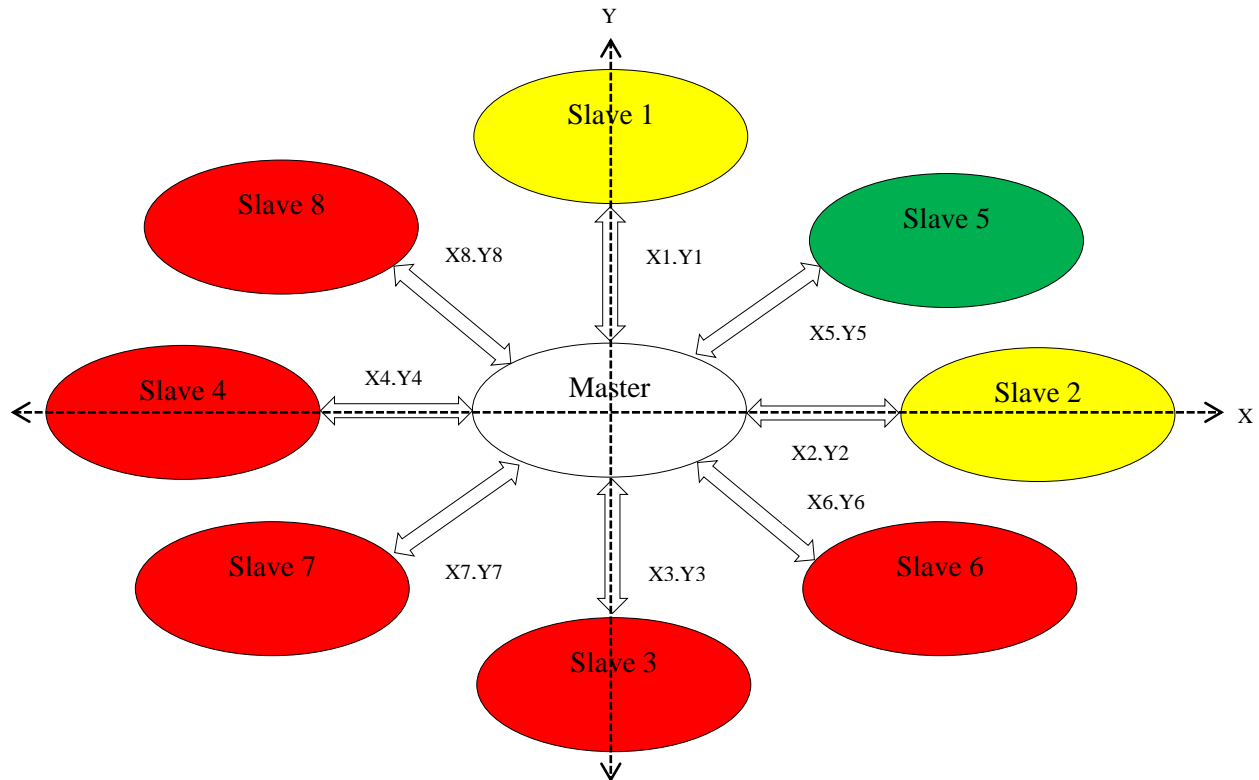 Y
Slave 1
Slave 8
Slave 5
X8,Y8
X1,Y1
X5,Y5
X4,Y4
Slave 4
Master
Slave 2
X
X2,Y2
X6,Y6
Slave 7
X7,Y7
X3,Y3
Slave 6
Slave 3